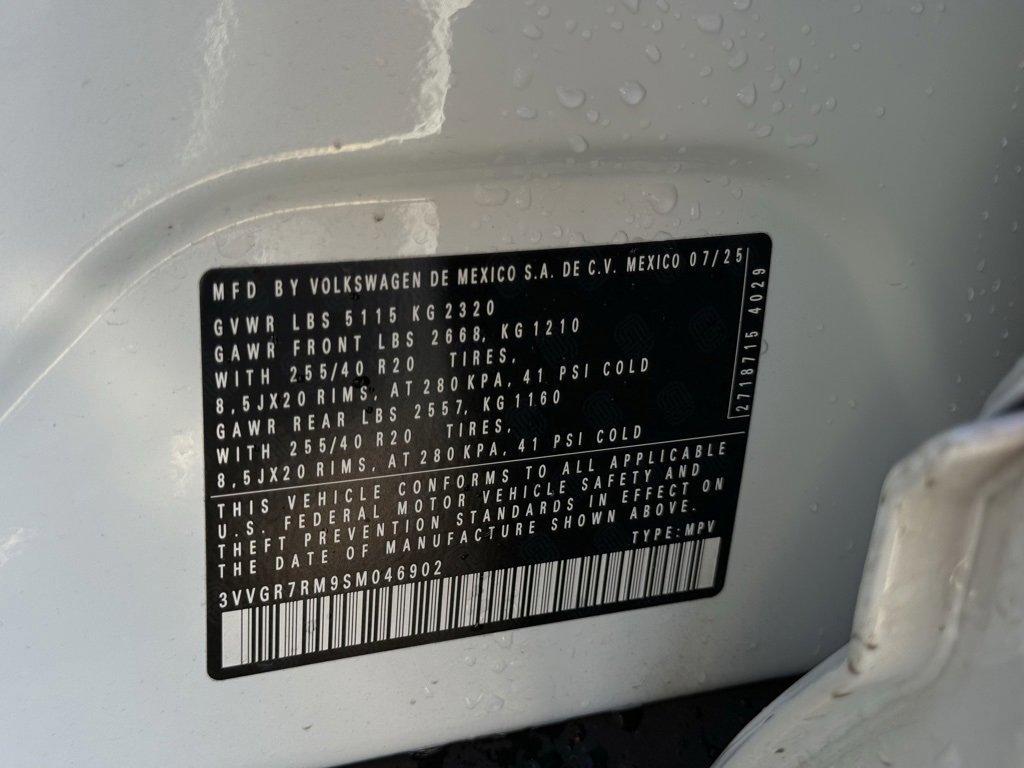 MFD BY VOLKSWAGEN DE MEXICO S.A. DE C.V. MEXICO 07/25
GVWR LBS 5115 KG 2320
GAWR FRONT LBS 2668, KG 1210
WITH 255/40 R20 TIRES,
8,5JX20 RIMS, AT 280 KPA, 41 PSI COLD
GAWR REAR LBS 2557, KG 1160
WITH 255/40 R20 TIRES,
8,5JX20 RIMS, AT 280 KPA, 41 PSI COLD
2718715 4029
THIS VEHICLE CONFORMS TO ALL APPLICABLE
U.S. FEDERAL MOTOR VEHICLE SAFETY AND
THEFT PREVENTION STANDARDS IN EFFECT ON
THE DATE OF MANUFACTURE SHOWN ABOVE.
TYPE:MPV
3VVGR7RM9SM046902